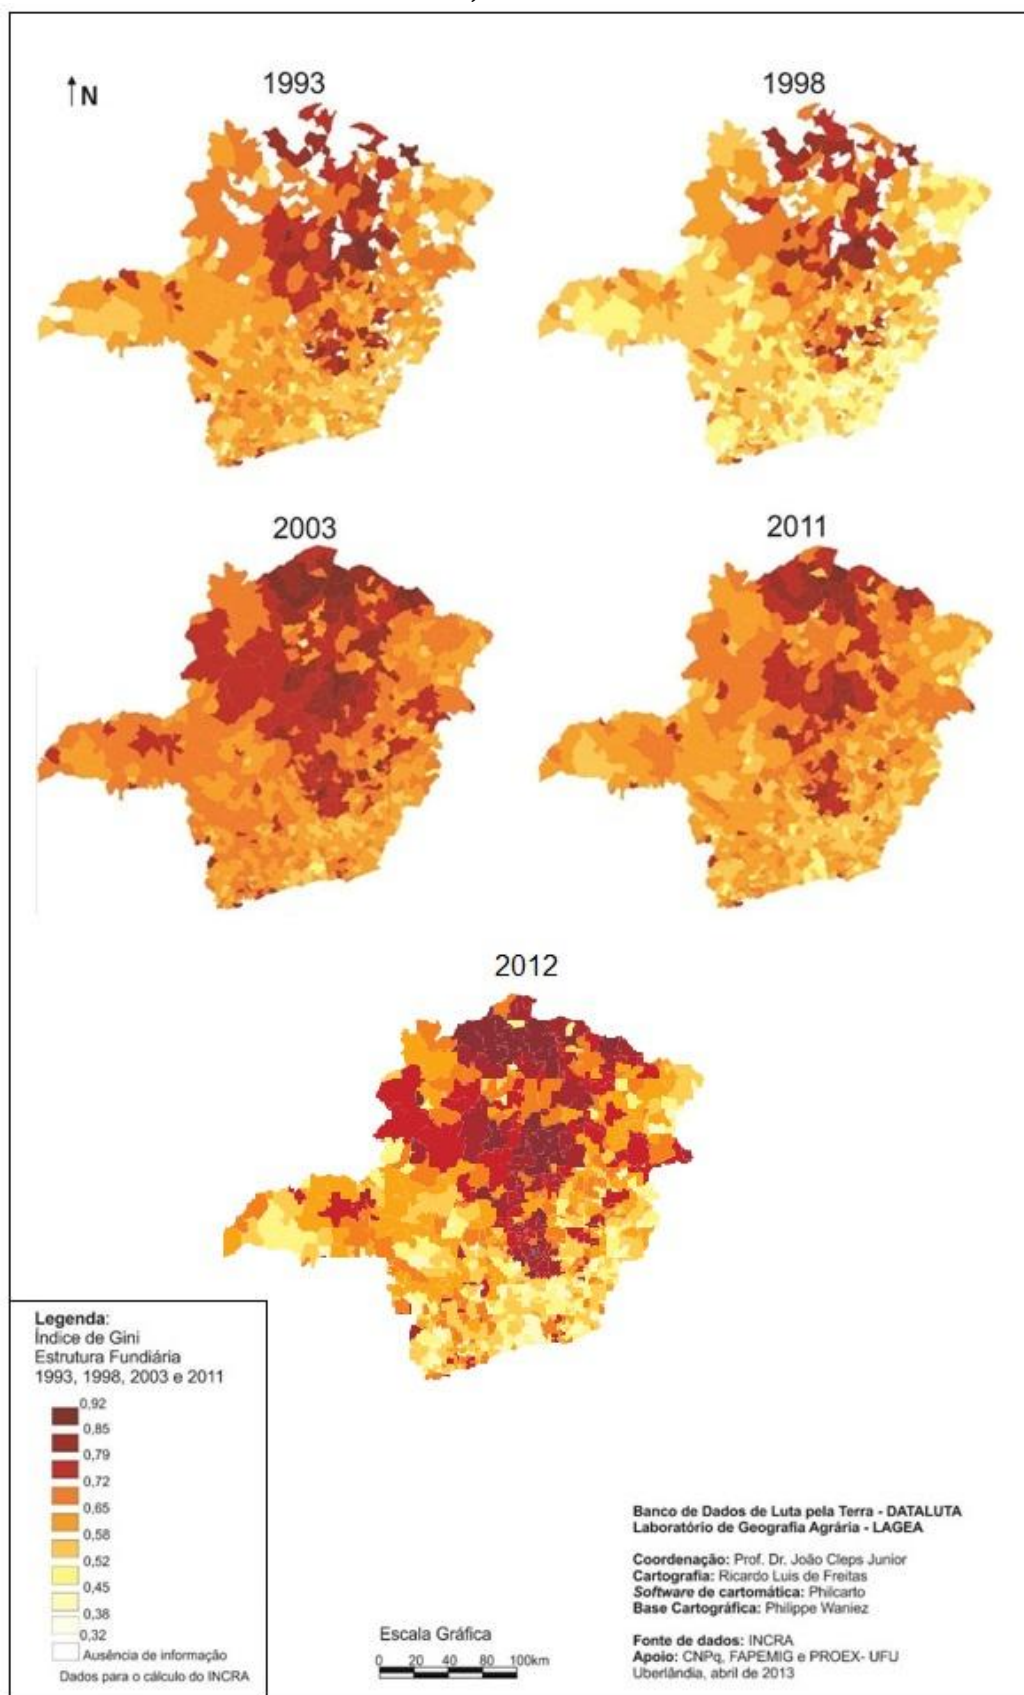 N
1993
1998
2003
2011
2012
Legenda:
Índice de Gini
Estrutura Fundiária
1993, 1998, 2003 e 2011
0,92
0,85
0,79
0,72
0,65
0,58
0,52
0,45
0,38
0,32
Ausência de informação
Dados para o cálculo do INCRA
Escala Gráfica
0 20 40 80 100km
Banco de Dados de Luta pela Terra - DATALUTA
Laboratório de Geografia Agrária - LAGEA
Coordenação: Prof. Dr. João Cleps Junior
Cartografia: Ricardo Luis de Freitas
Software de cartomática: Philcarto
Base Cartográfica: Philippe Waniez
Fonte de dados: INCRA
Apoio: CNPq, FAPEMIG e PROEX- UFU
Uberlândia, abril de 2013